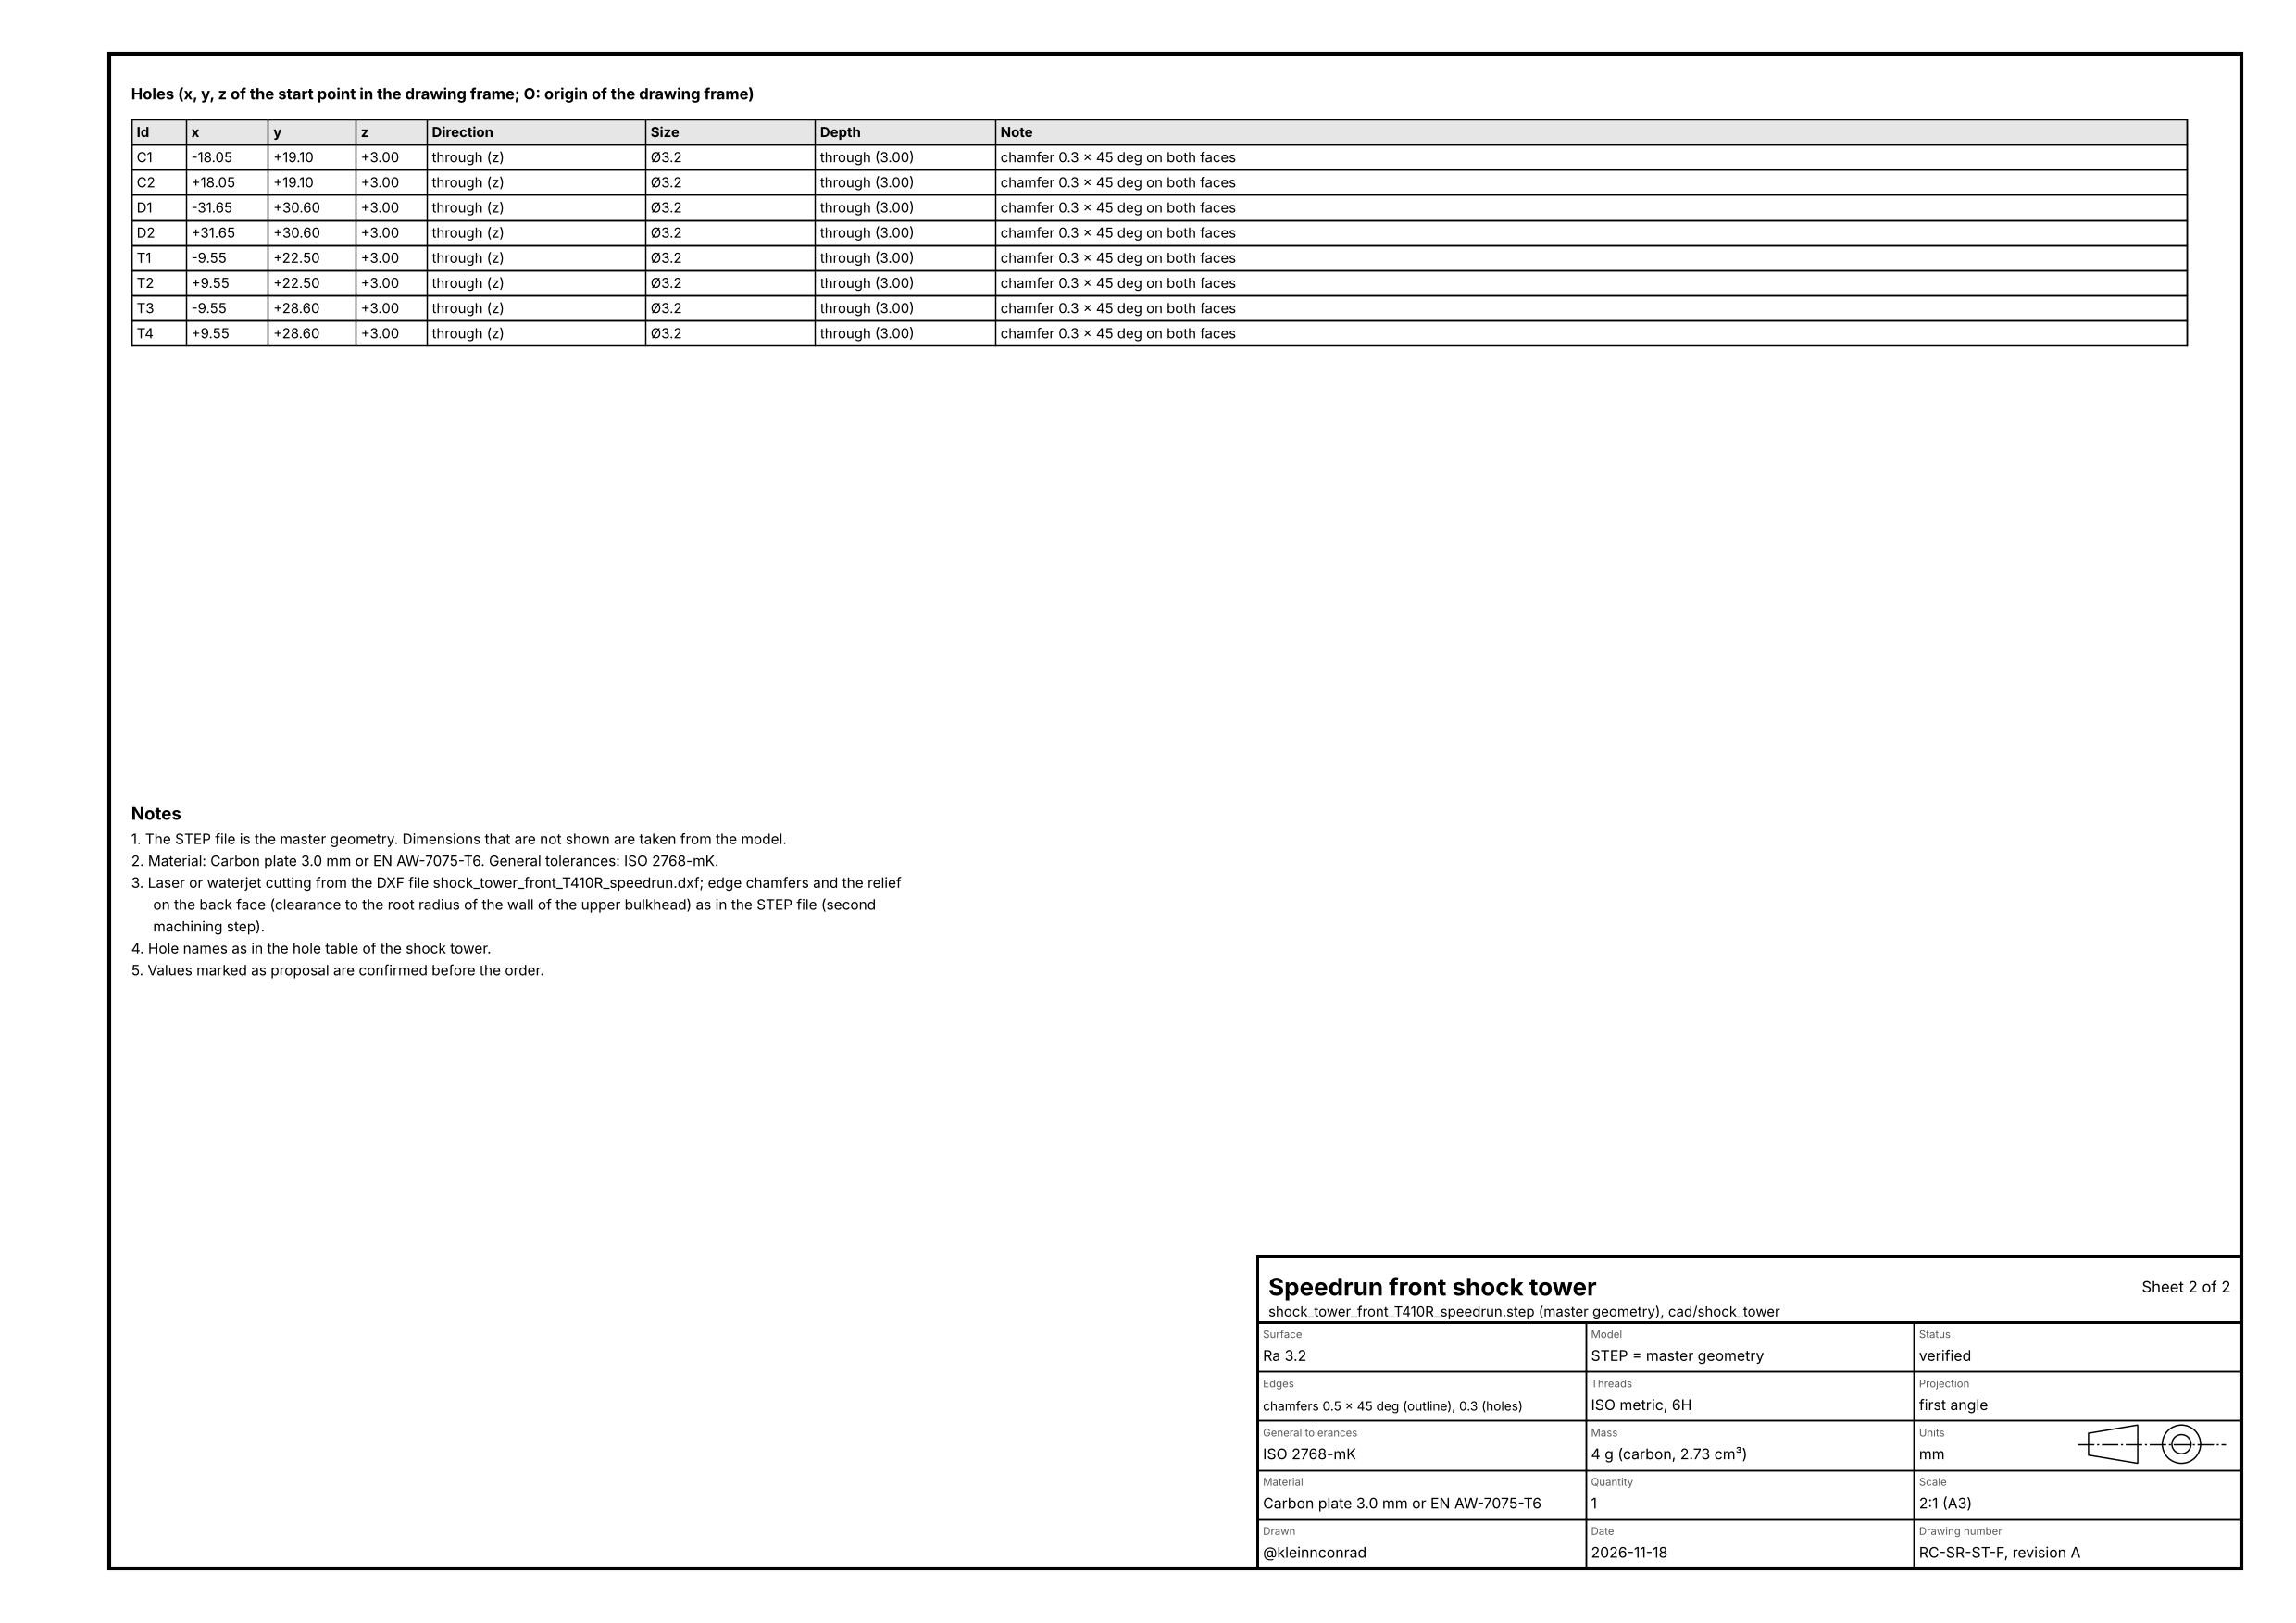 Holes (x, y, z of the start point in the drawing frame; O: origin of the drawing frame)
Id x y z Direction Size Depth Note
C1 -18.05 +19.10 +3.00 through (z) Ø3.2 through (3.00) chamfer 0.3 × 45 deg on both faces
C2 +18.05 +19.10 +3.00 through (z) Ø3.2 through (3.00) chamfer 0.3 × 45 deg on both faces
D1 -31.65 +30.60 +3.00 through (z) Ø3.2 through (3.00) chamfer 0.3 × 45 deg on both faces
D2 +31.65 +30.60 +3.00 through (z) Ø3.2 through (3.00) chamfer 0.3 × 45 deg on both faces
T1 -9.55 +22.50 +3.00 through (z) Ø3.2 through (3.00) chamfer 0.3 × 45 deg on both faces
T2 +9.55 +22.50 +3.00 through (z) Ø3.2 through (3.00) chamfer 0.3 × 45 deg on both faces
T3 -9.55 +28.60 +3.00 through (z) Ø3.2 through (3.00) chamfer 0.3 × 45 deg on both faces
T4 +9.55 +28.60 +3.00 through (z) Ø3.2 through (3.00) chamfer 0.3 × 45 deg on both faces
Notes
1. The STEP file is the master geometry. Dimensions that are not shown are taken from the model.
2. Material: Carbon plate 3.0 mm or EN AW-7075-T6. General tolerances: ISO 2768-mK.
3. Laser or waterjet cutting from the DXF file shock_tower_front_T410R_speedrun.dxf; edge chamfers and the relief
on the back face (clearance to the root radius of the wall of the upper bulkhead) as in the STEP file (second
machining step).
4. Hole names as in the hole table of the shock tower.
5. Values marked as proposal are confirmed before the order.
Speedrun front shock tower Sheet 2 of 2
shock_tower_front_T410R_speedrun.step (master geometry), cad/shock_tower
Surface Model Status
Ra 3.2 STEP = master geometry verified
Edges Threads Projection
chamfers 0.5 × 45 deg (outline), 0.3 (holes) ISO metric, 6H first angle
General tolerances Mass Units
ISO 2768-mK 4 g (carbon, 2.73 cm³) mm
Material Quantity Scale
Carbon plate 3.0 mm or EN AW-7075-T6 1 2:1 (A3)
Drawn Date Drawing number
@kleinnconrad 2026-11-18 RC-SR-ST-F, revision A